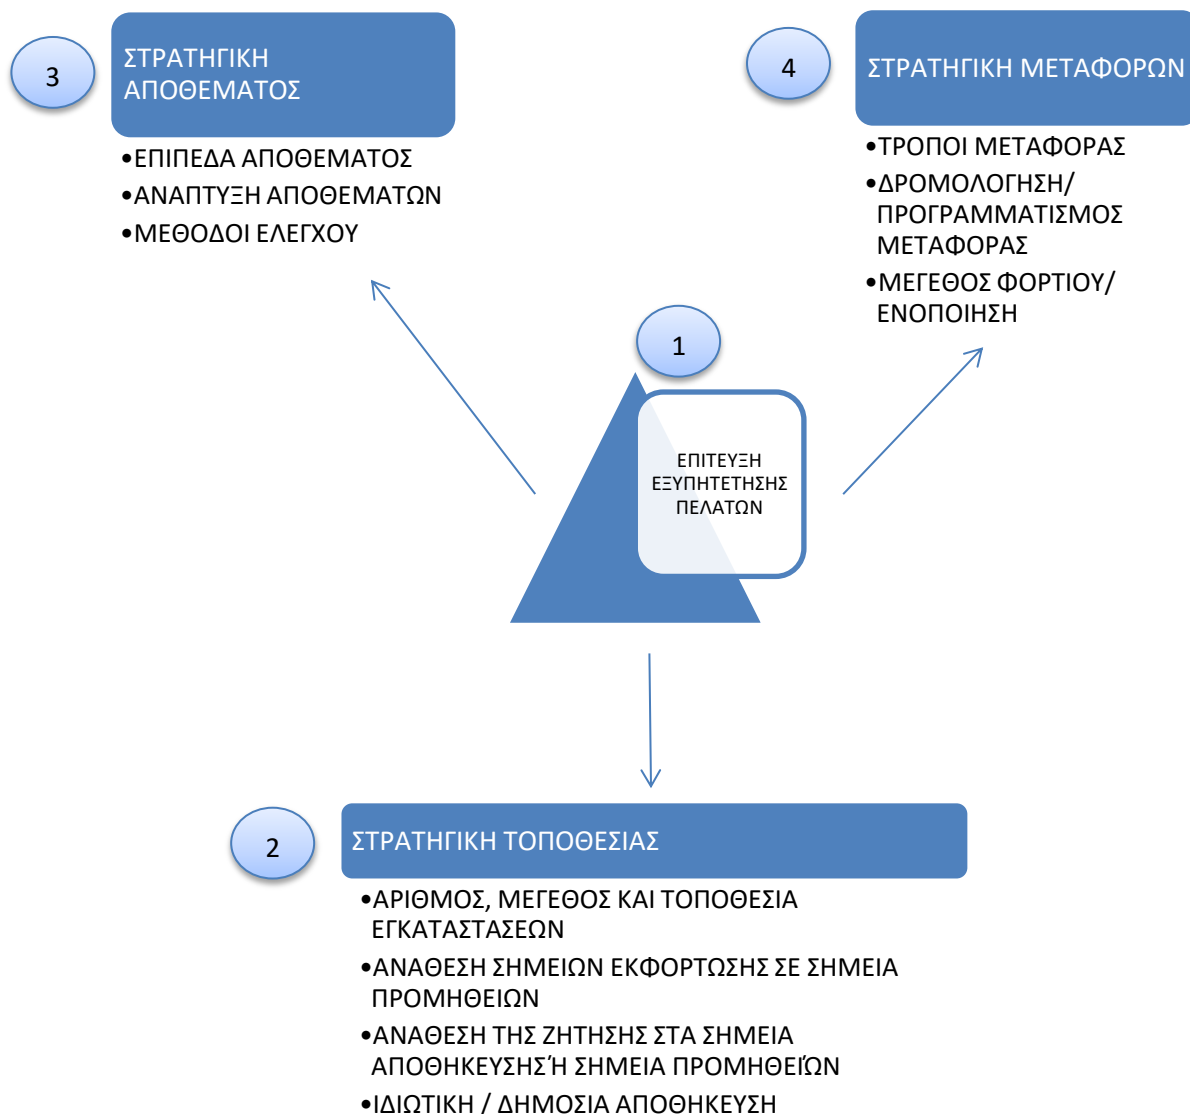 3
ΣΤΡΑΤΗΓΙΚΗ
ΑΠΟΘΕΜΑΤΟΣ
•ΕΠΙΠΕΔΑ ΑΠΟΘΕΜΑΤΟΣ
•ΑΝΑΠΤΥΞΗ ΑΠΟΘΕΜΑΤΩΝ
•ΜΕΘΟΔΟΙ ΕΛΕΓΧΟΥ
4
ΣΤΡΑΤΗΓΙΚΗ ΜΕΤΑΦΟΡΩΝ
•ΤΡΟΠΟΙ ΜΕΤΑΦΟΡΑΣ
•ΔΡΟΜΟΛΟΓΗΣΗ/
ΠΡΟΓΡΑΜΜΑΤΙΣΜΟΣ
ΜΕΤΑΦΟΡΑΣ
•ΜΕΓΕΘΟΣ ΦΟΡΤΙΟΥ/
ΕΝΟΠΟΙΗΣΗ
1
ΕΠΙΤΕΥΞΗ
ΕΞΥΠΗΤΕΤΗΣΗΣ
ΠΕΛΑΤΩΝ
2
ΣΤΡΑΤΗΓΙΚΗ ΤΟΠΟΘΕΣΙΑΣ
•ΑΡΙΘΜΟΣ, ΜΕΓΕΘΟΣ ΚΑΙ ΤΟΠΟΘΕΣΙΑ
ΕΓΚΑΤΑΣΤΑΣΕΩΝ
•ΑΝΑΘΕΣΗ ΣΗΜΕΙΩΝ ΕΚΦΟΡΤΩΣΗΣ ΣΕ ΣΗΜΕΙΑ
ΠΡΟΜΗΘΕΙΩΝ
•ΑΝΑΘΕΣΗ ΤΗΣ ΖΗΤΗΣΗΣ ΣΤΑ ΣΗΜΕΙΑ
ΑΠΟΘΗΚΕΥΣΗΣ Ή ΣΗΜΕΙΑ ΠΡΟΜΗΘΕΙΏΝ
•ΙΔΙΩΤΙΚΗ / ΔΗΜΟΣΙΑ ΑΠΟΘΗΚΕΥΣΗ